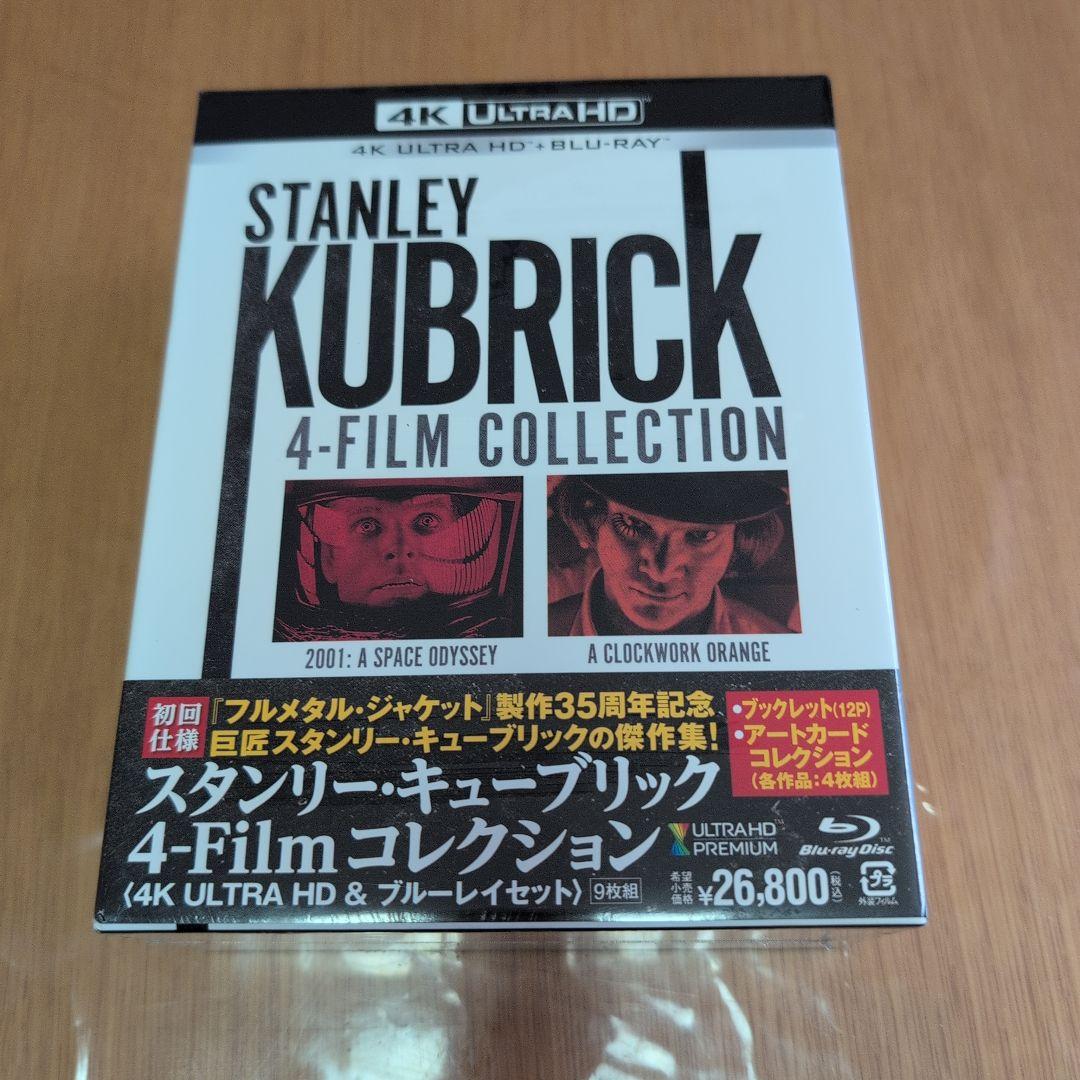 4K ULTRA HD™
4K ULTRA HD™+BLU-RAY™
STANLEY
KUBRICK
4-FILM COLLECTION
2001: A SPACE ODYSSEY
A CLOCKWORK ORANGE
初回
仕様
『フルメタル・ジャケット』製作35周年記念
巨匠スタンリー・キューブリックの傑作集!
•ブックレット(12P)
•アートカード
コレクション
(各作品:4枚組)
スタンリー・キューブリック
4-Filmコレクション
〈4K ULTRA HD & ブルーレイセット〉 9枚組
ULTRA HD™
PREMIUM
Blu-ray Disc™
希望
小売
価格
¥26,800(税込)
プラ
外装フィルム